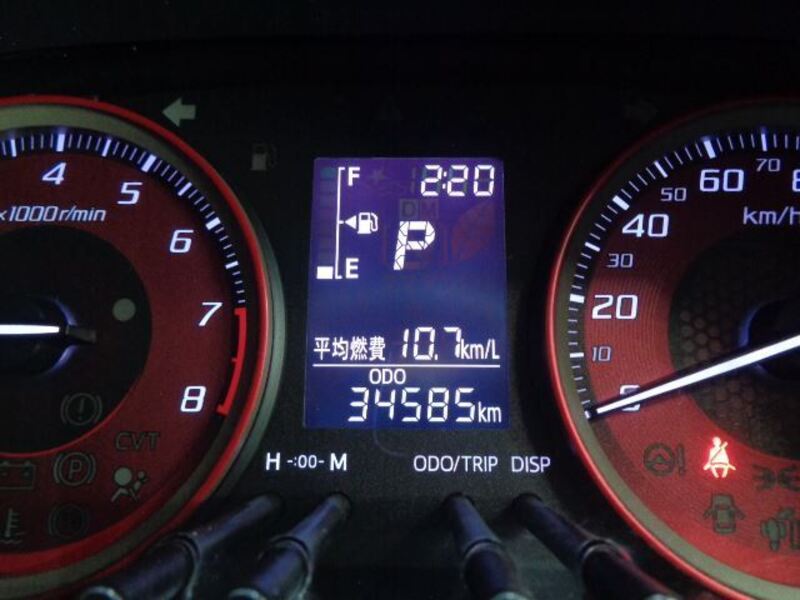 4
5
6
7
8
x1000r/min
CVT
F
E
2:20
P
平均燃費 10.7km/L
ODO
34585km
H -:00- M
ODO/TRIP DISP
70
60
50
40
30
20
10
km/h